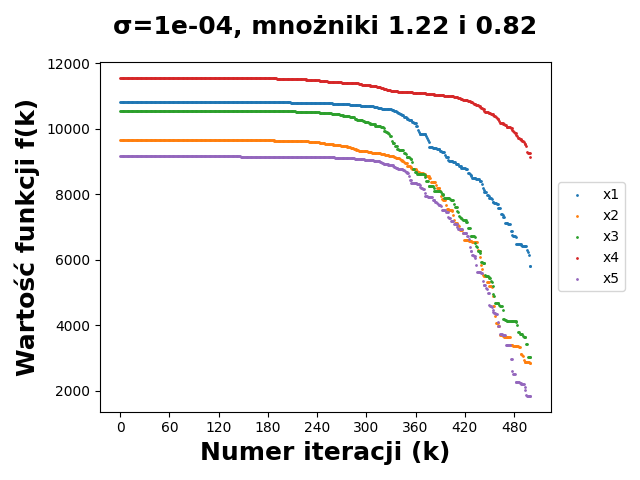 σ=1e-04, mnożniki 1.22 i 0.82
Wartość funkcji f(k)
12000
10000
8000
6000
4000
2000
0 60 120 180 240 300 360 420 480
Numer iteracji (k)
x1
x2
x3
x4
x5